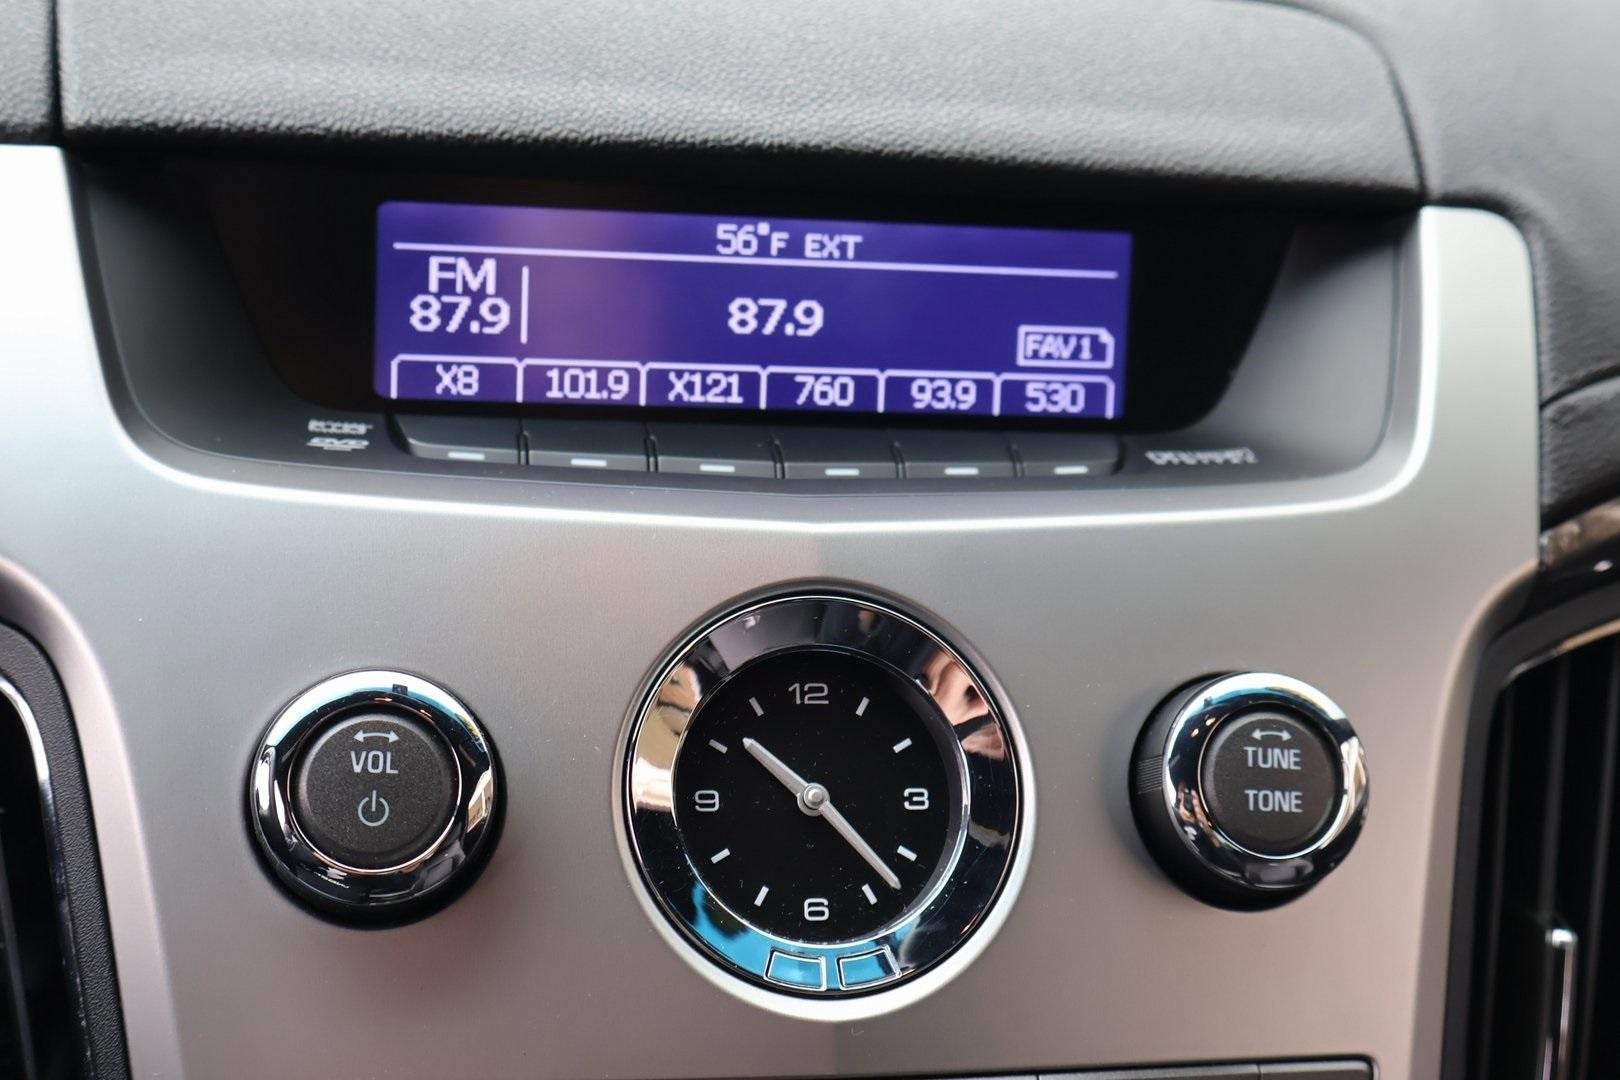 56°F EXT
FM
87.9
87.9
FAV1
X8 101.9 X121 760 93.9 530
VOL
TUNE
TONE
12
3
6
9